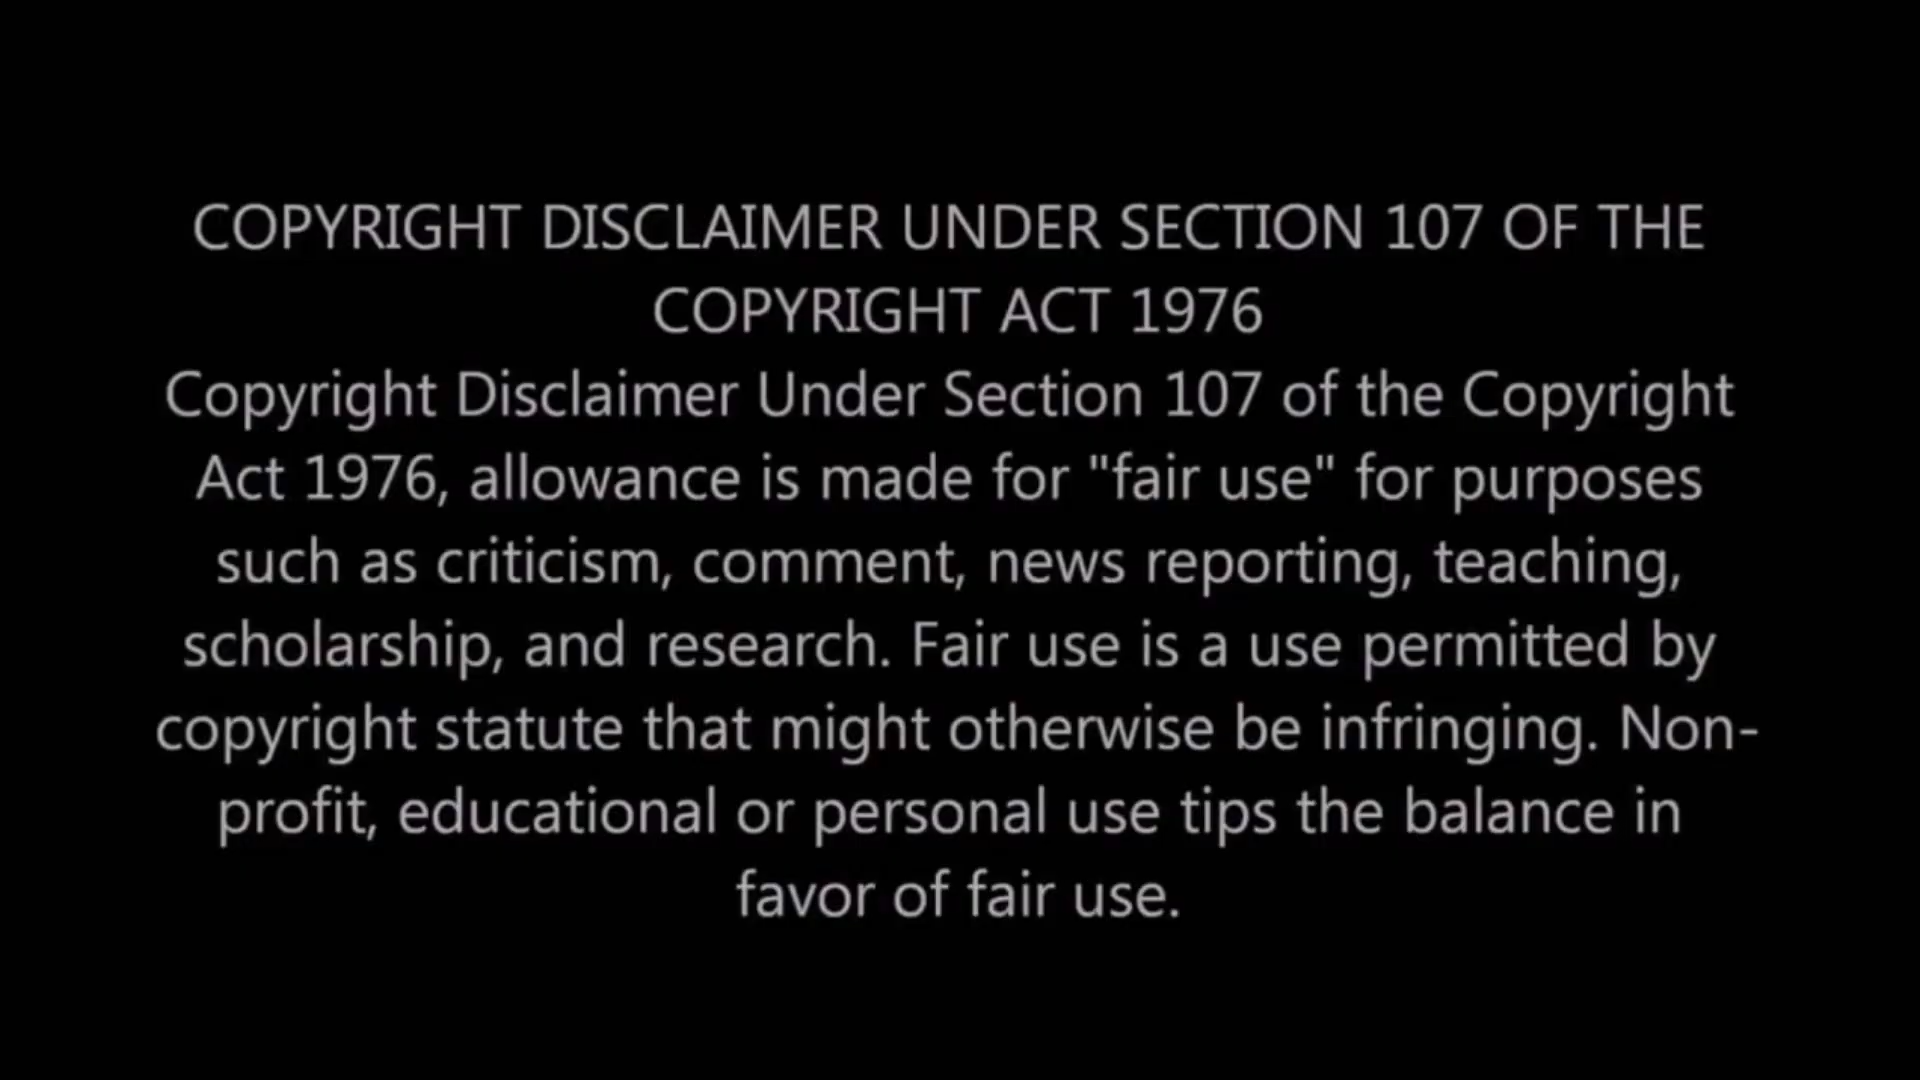 COPYRIGHT DISCLAIMER UNDER SECTION 107 OF THE
COPYRIGHT ACT 1976
Copyright Disclaimer Under Section 107 of the Copyright
Act 1976, allowance is made for "fair use" for purposes
such as criticism, comment, news reporting, teaching,
scholarship, and research. Fair use is a use permitted by
copyright statute that might otherwise be infringing. Non-
profit, educational or personal use tips the balance in
favor of fair use.